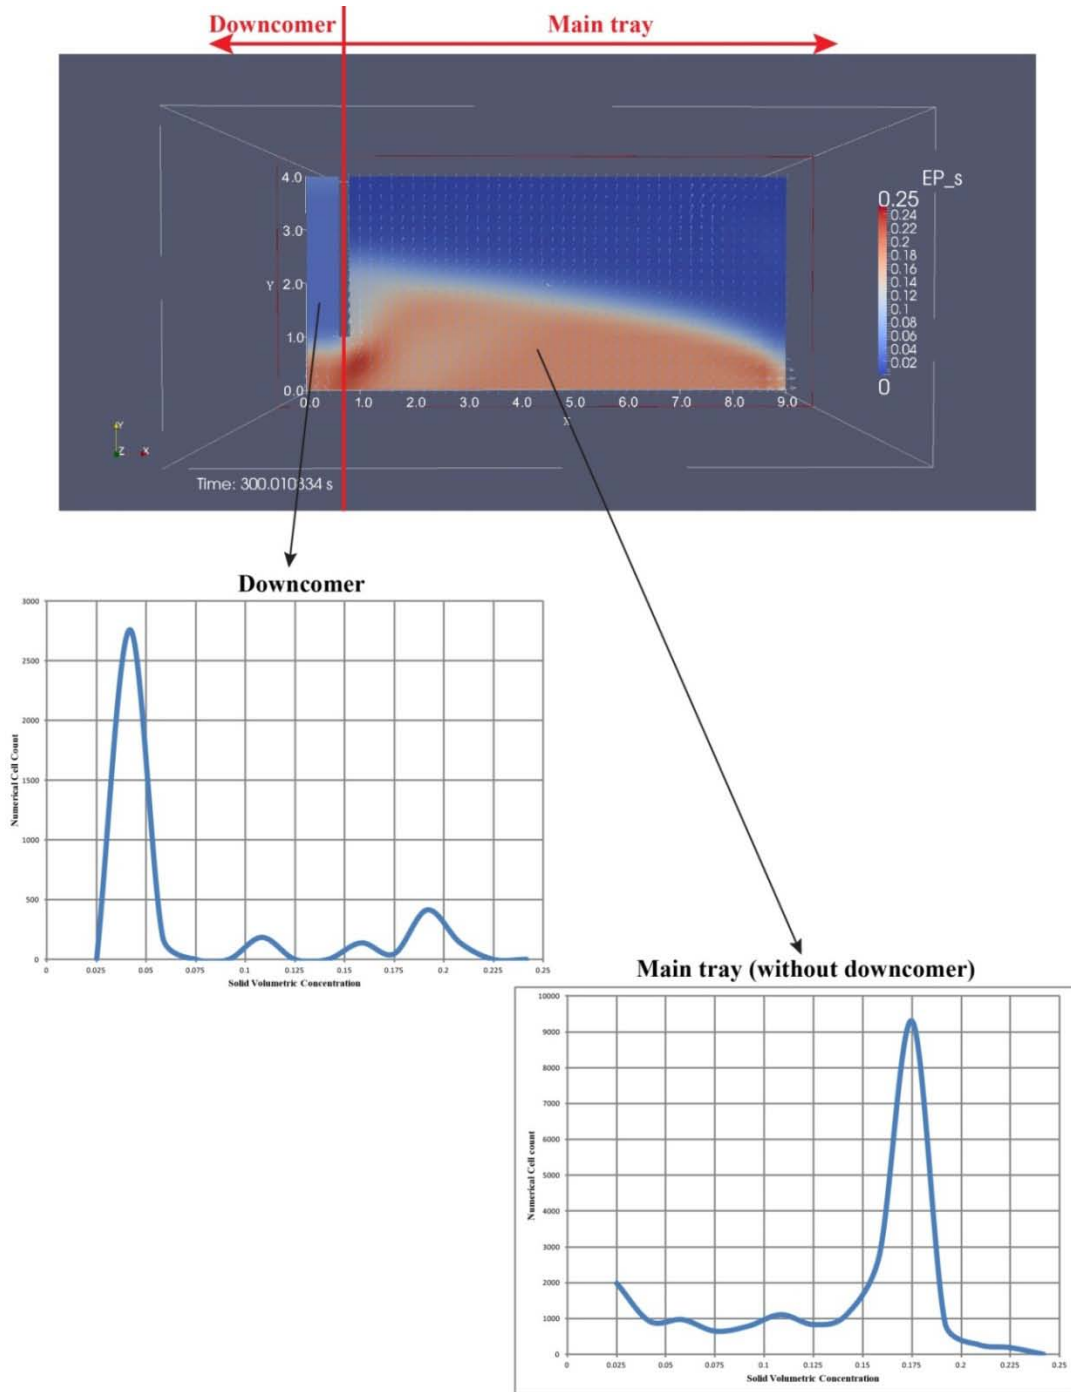 Downcomer Main tray
EP_s
0.25
0.24
0.22
0.2
0.18
0.16
0.14
0.12
0.1
0.08
0.06
0.04
0.02
0
4.0
3.0
Y 2.0
1.0
0.0
0.0 1.0 2.0 3.0 4.0 5.0 6.0 7.0 8.0 9.0
X
Y
Z X
Time: 300.010334 s
Downcomer
3000
2500
2000
1500
1000
500
0
Numerical Cell Count
0 0.025 0.05 0.075 0.1 0.125 0.15 0.175 0.2 0.225 0.25
Solid Volumetric Concentration
Main tray (without downcomer)
10000
9000
8000
7000
6000
5000
4000
3000
2000
1000
0
Numerical Cell count
0 0.025 0.05 0.075 0.1 0.125 0.15 0.175 0.2 0.225 0.25
Solid Volumetric Concentration